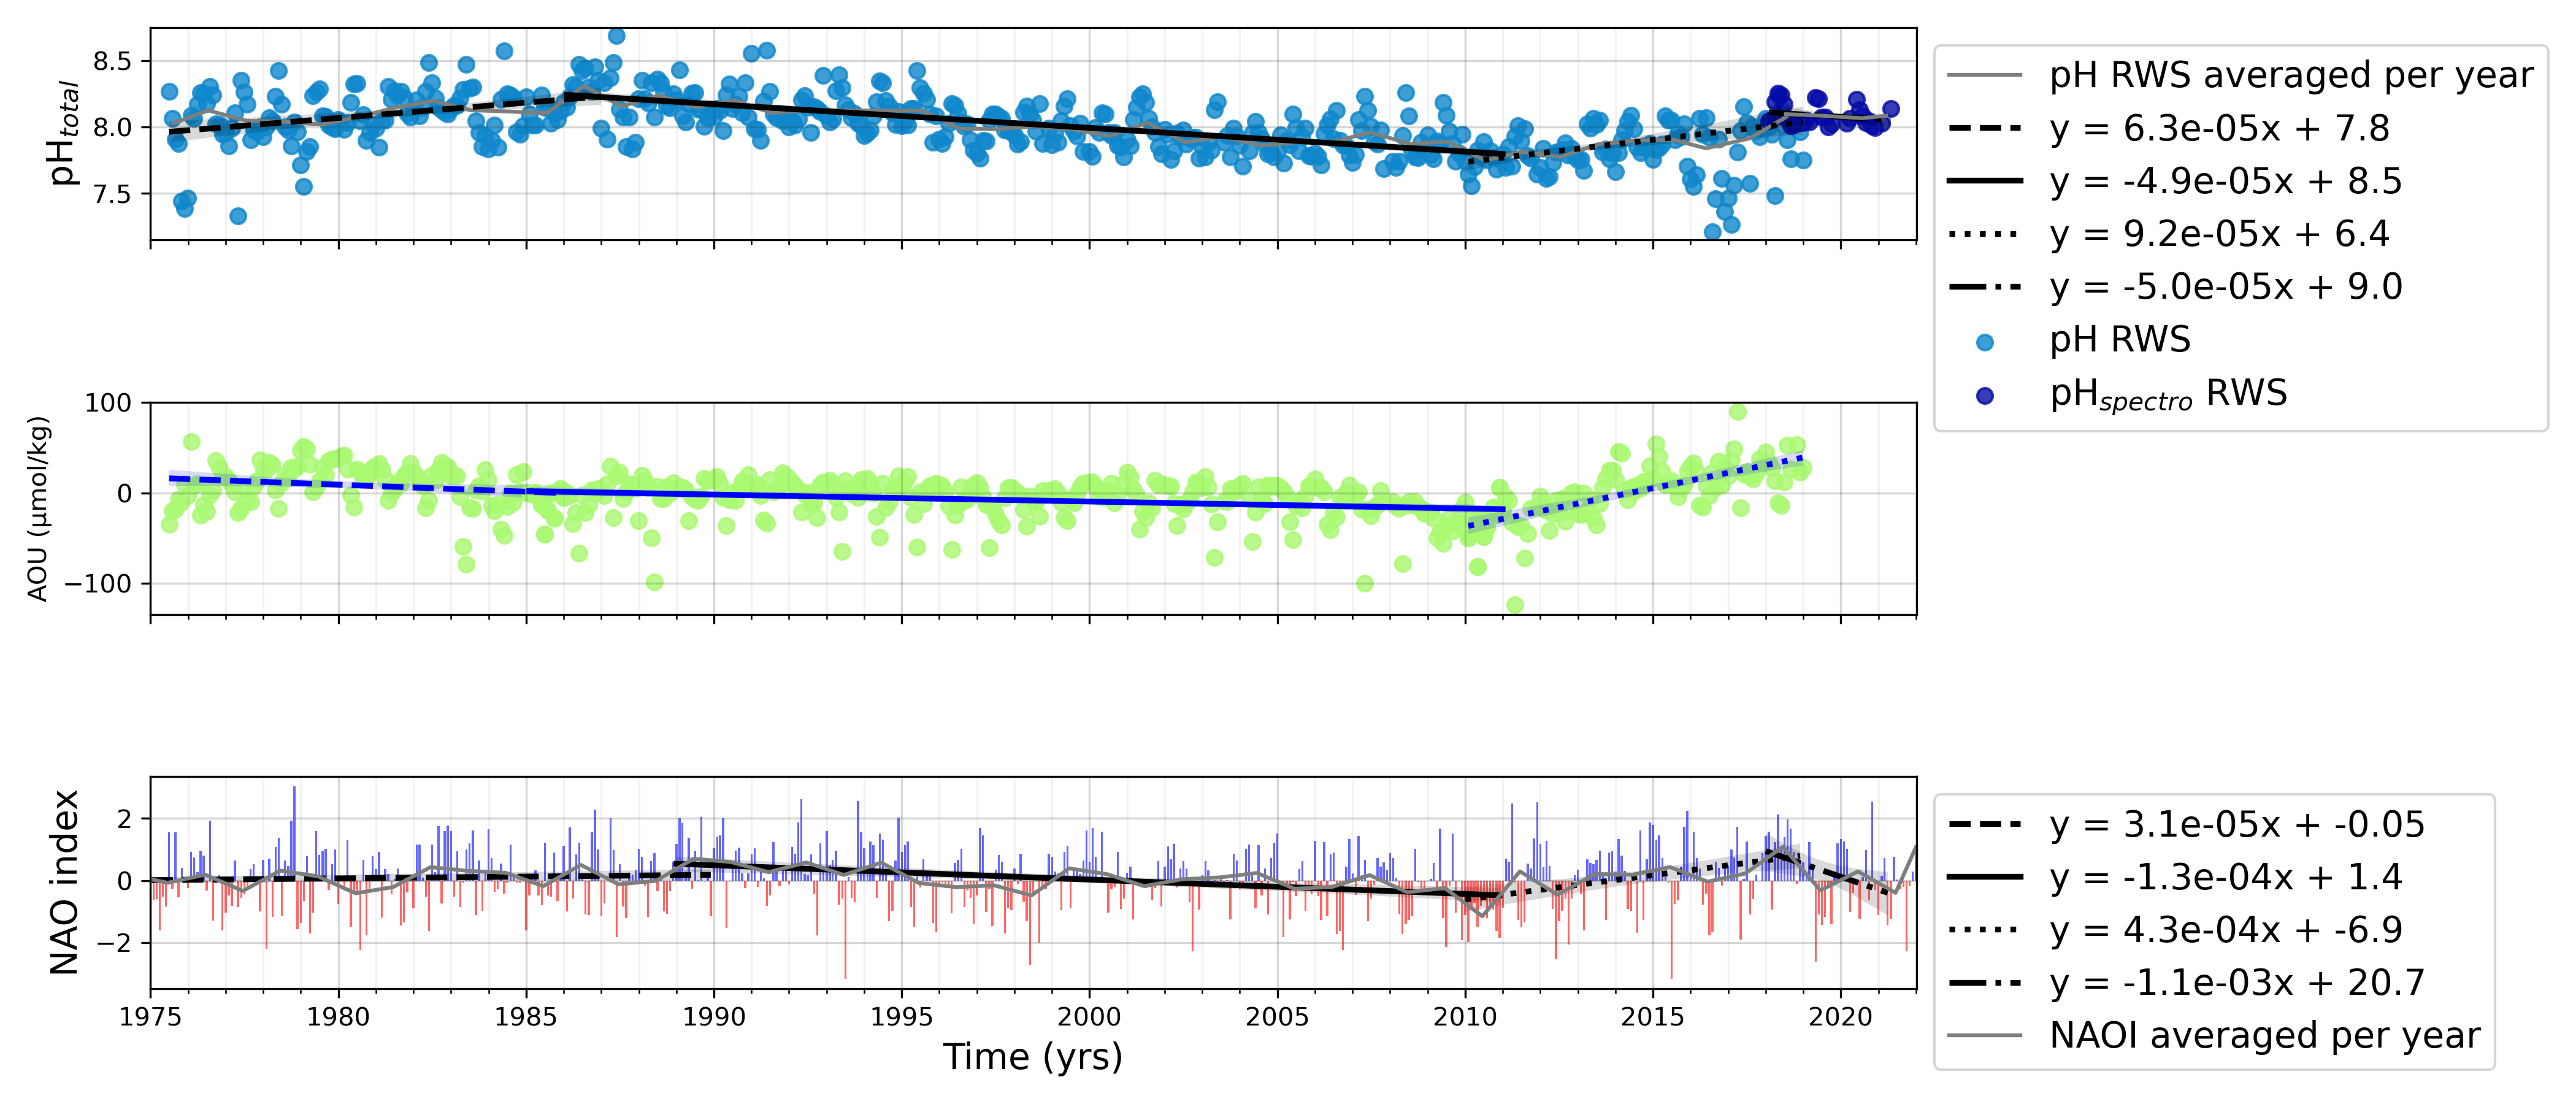 8.5
8.0
7.5
pH_total
pH RWS averaged per year
y = 6.3e-05x + 7.8
y = -4.9e-05x + 8.5
y = 9.2e-05x + 6.4
y = -5.0e-05x + 9.0
pH RWS
pH_spectro RWS
100
0
−100
AOU (μmol/kg)
2
0
−2
NAO index
y = 3.1e-05x + -0.05
y = -1.3e-04x + 1.4
y = 4.3e-04x + -6.9
y = -1.1e-03x + 20.7
NAOI averaged per year
1975 1980 1985 1990 1995 2000 2005 2010 2015 2020
Time (yrs)